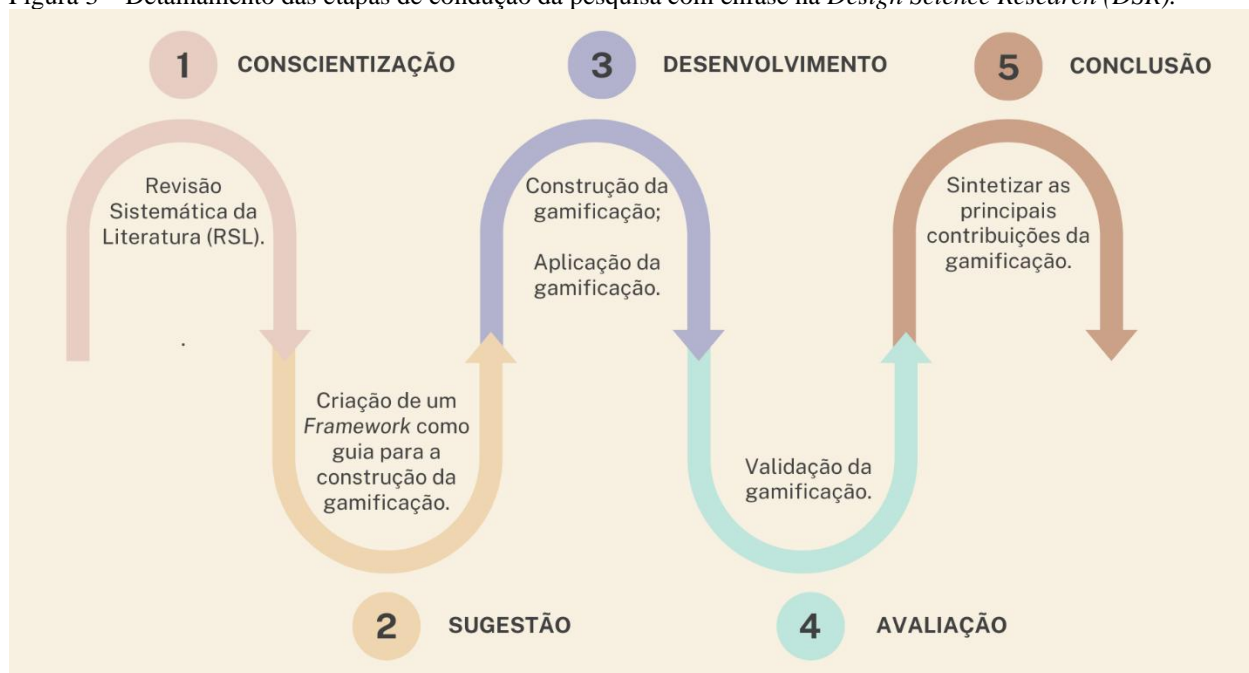 Figura 3 – Detalhamento das etapas de condução da pesquisa com ênfase na Design Science Research (DSR).
1 CONSCIENTIZAÇÃO
3 DESENVOLVIMENTO
5 CONCLUSÃO
Revisão
Sistemática da
Literatura (RSL).
.
Construção da
gamificação;
Aplicação da
gamificação.
Sintetizar as
principais
contribuições da
gamificação.
Criação de um
Framework como
guia para a
construção da
gamificação.
Validação da
gamificação.
2 SUGESTÃO
4 AVALIAÇÃO